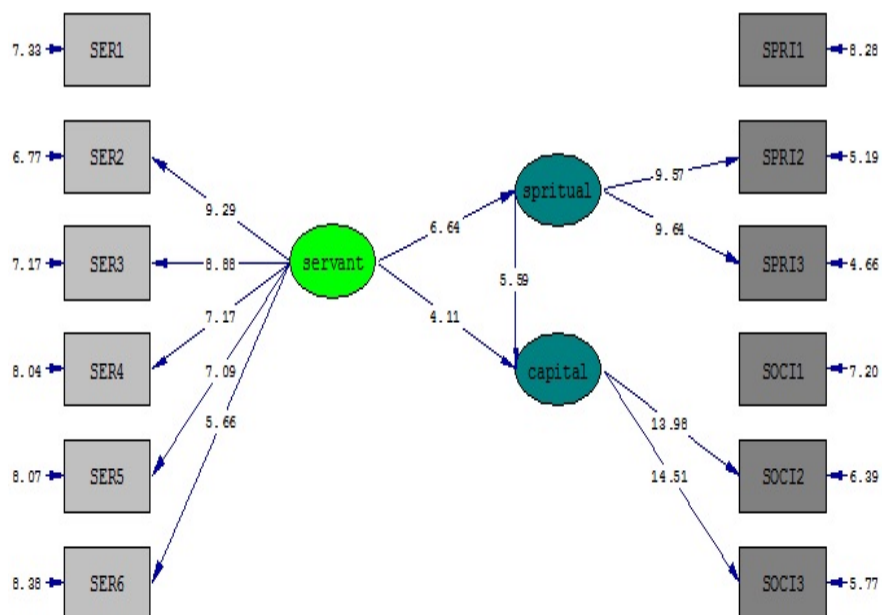 7.33
SER1
SPRI1
8.28
6.77
SER2
SPRI2
5.19
9.57
spritual
9.29
6.64
9.64
7.17
SER3
8.88
servant
SPRI3
4.66
5.59
7.17
4.11
8.04
SER4
capital
SOCI1
7.20
7.09
5.66
13.98
14.51
8.07
SER5
SOCI2
6.39
8.38
SER6
SOCI3
5.77